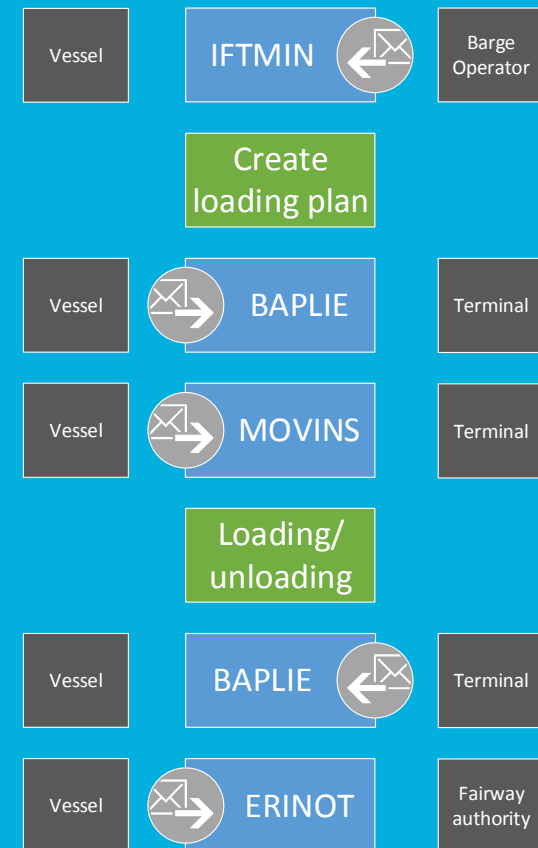 Vessel
IFTMIN
Barge
Operator
Create
loading plan
Vessel
BAPLIE
Terminal
Vessel
MOVINS
Terminal
Loading/
unloading
Vessel
BAPLIE
Terminal
Vessel
ERINOT
Fairway
authority